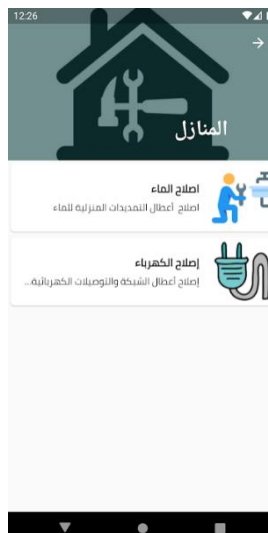 12:26
المنازل
اصلاح الماء
اصلاح أعطال التمديدات المنزلية للماء
إصلاح الكهرباء
إصلاح أعطال الشبكة والتوصيلات الكهربائية...